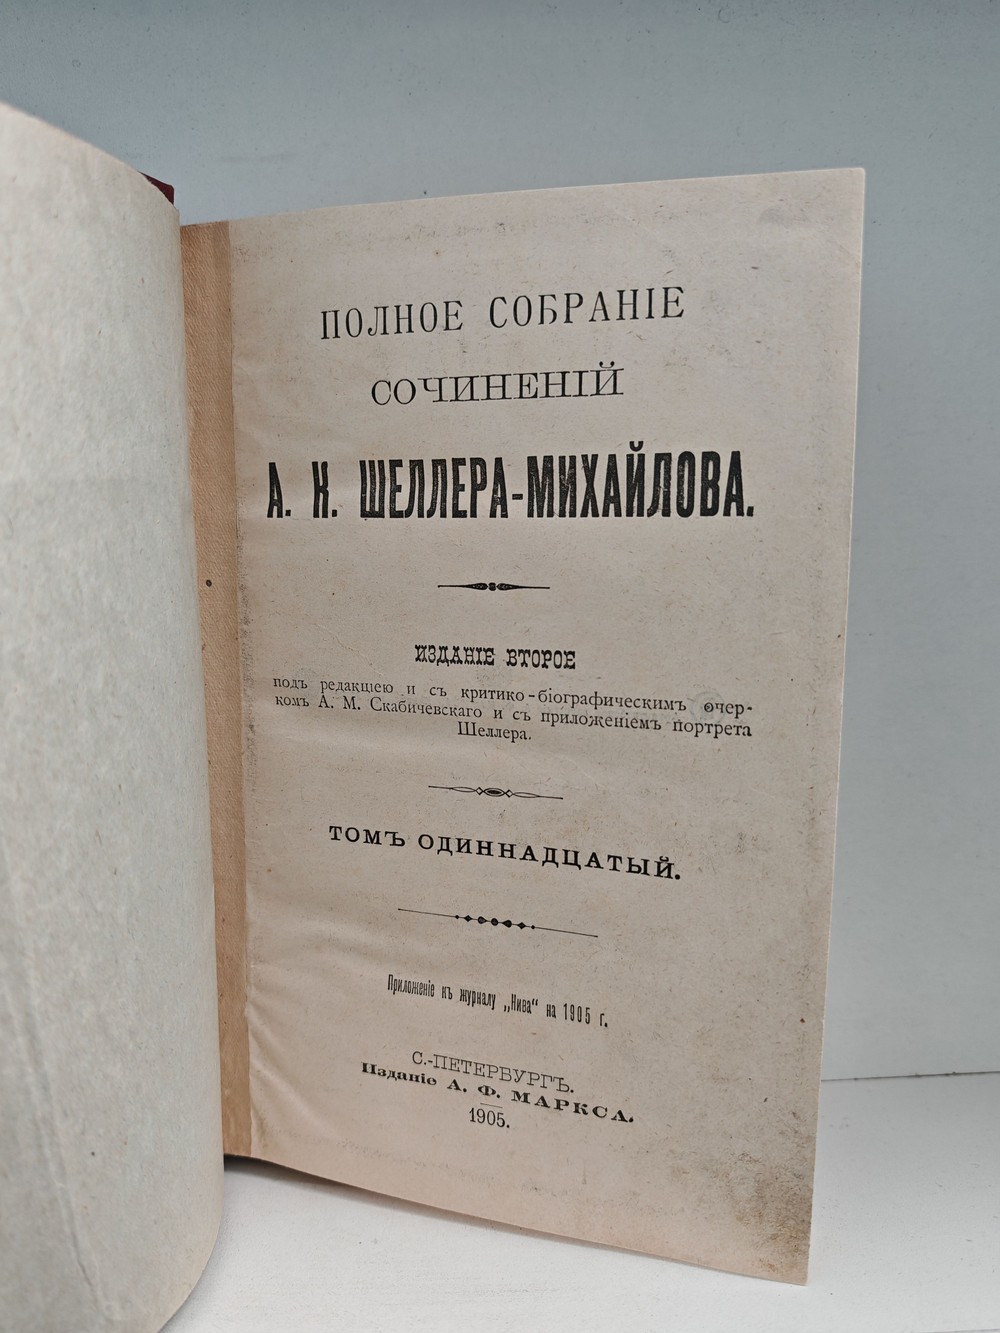 ПОЛНОЕ СОБРАНІЕ
СОЧИНЕНІЙ
А. К. ШЕЛЛЕРА-МИХАЙЛОВА.
ИЗДАНІЕ ВТОРОЕ
подъ редакціею и съ критико-біографическимъ очер-
комъ А. М. Скабичевскаго и съ приложеніемъ портрета
Шеллера.
ТОМЪ ОДИННАДЦАТЫЙ.
Приложеніе къ журналу „Нива“ на 1905 г.
С.-ПЕТЕРБУРГЪ.
Изданіе А. Ф. МАРКСА.
1905.